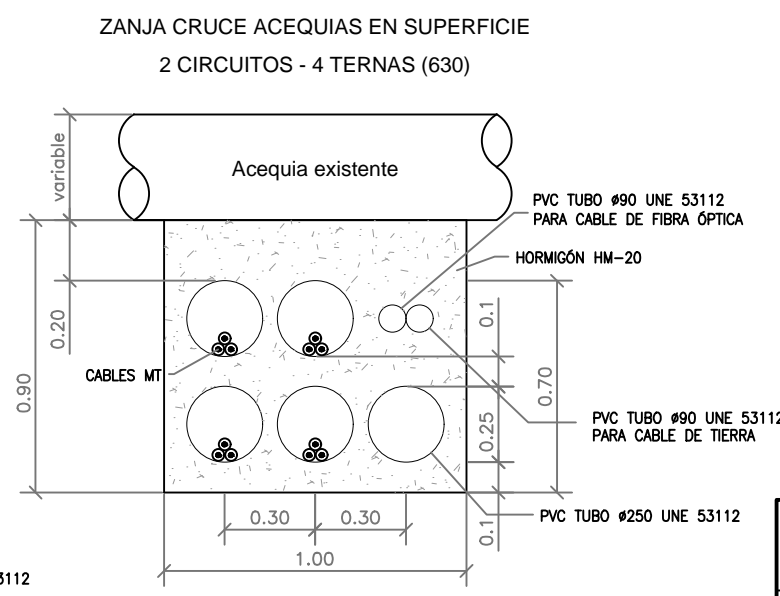 ZANJA CRUCE ACEQUIAS EN SUPERFICIE
2 CIRCUITOS - 4 TERNAS (630)
variable
Acequia existente
PVC TUBO ø90 UNE 53112
PARA CABLE DE FIBRA ÓPTICA
HORMIGÓN HM-20
0.20
0.1
CABLES MT
0.90
0.70
0.25
PVC TUBO ø90 UNE 53112
PARA CABLE DE TIERRA
0.30
0.30
0.1
PVC TUBO ø250 UNE 53112
1.00
3112